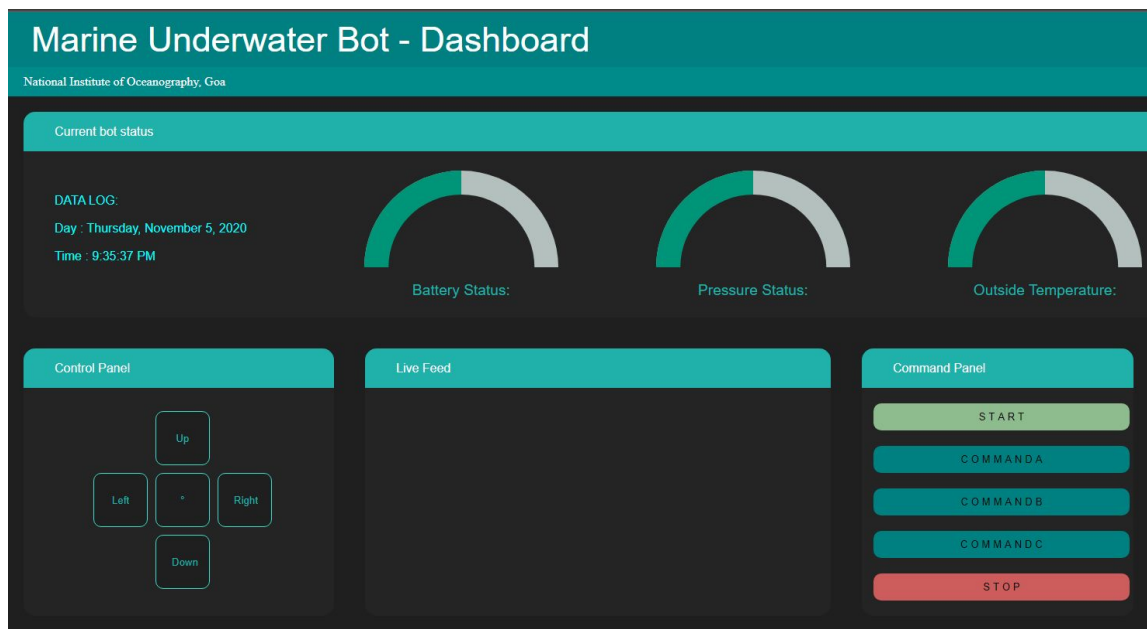 Marine Underwater Bot - Dashboard
National Institute of Oceanography, Goa
Current bot status
DATA LOG:
Day : Thursday, November 5, 2020
Time : 9:35:37 PM
Battery Status:
Pressure Status:
Outside Temperature:
Control Panel
Up
Left
°
Right
Down
Live Feed
Command Panel
START
COMMANDA
COMMANDB
COMMANDC
STOP